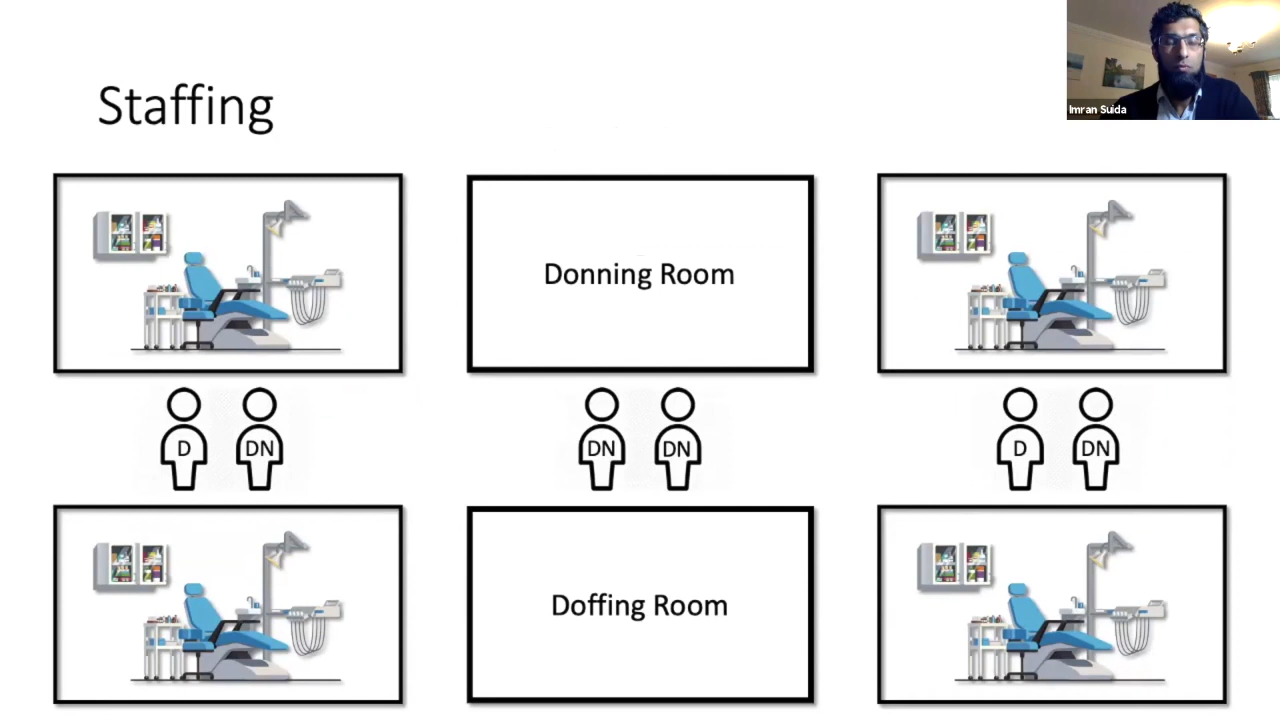 Staffing
Imran Suida
Donning Room
D
DN
DN
DN
D
DN
Doffing Room